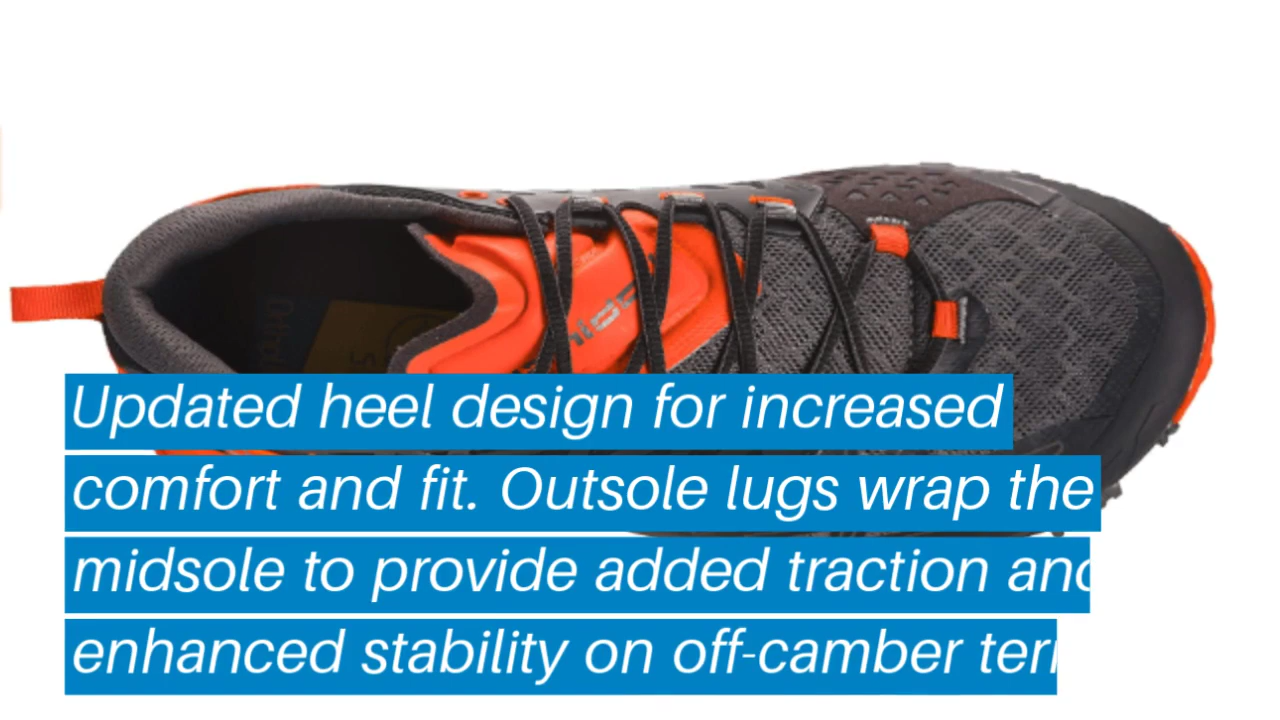 Updated heel design for increased
comfort and fit. Outsole lugs wrap the
midsole to provide added traction and
enhanced stability on off-camber